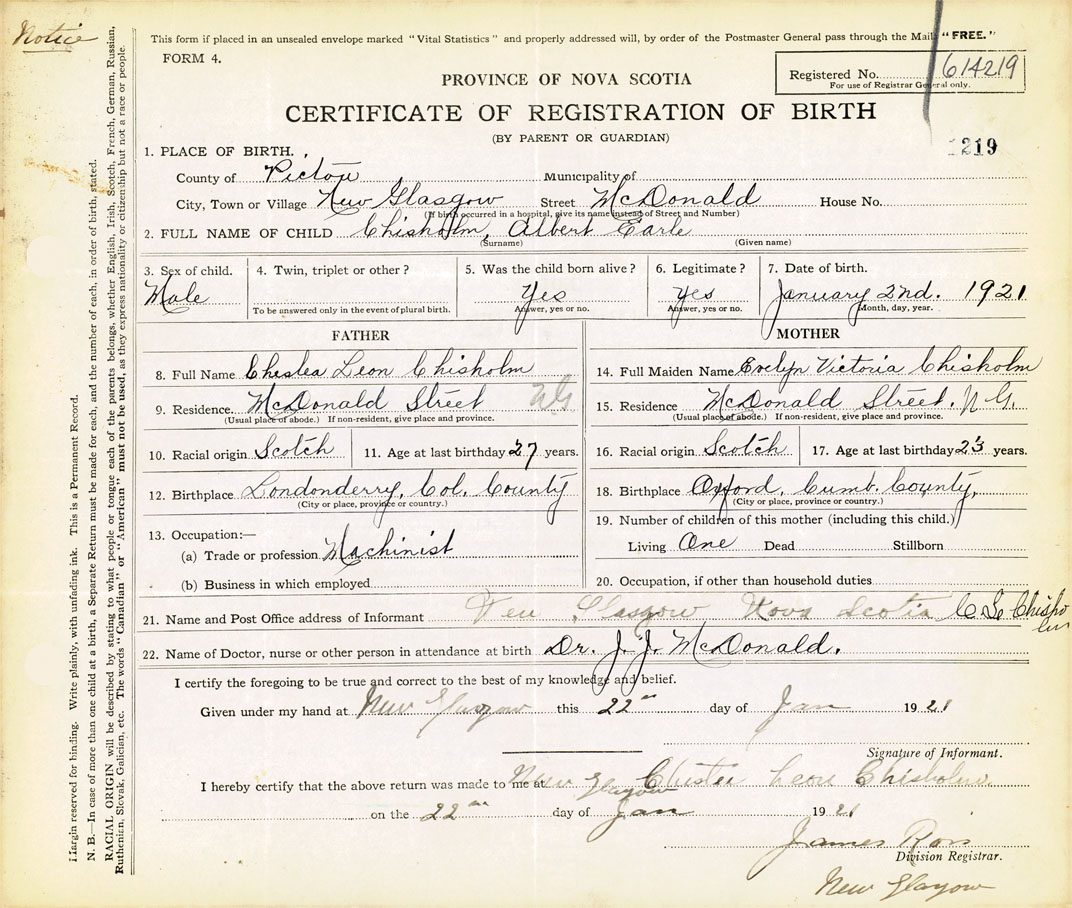 Notice
This form if placed in an unsealed envelope marked "Vital Statistics" and properly addressed will, by order of the Postmaster General pass through the Mails "FREE."
FORM 4.
Registered No. 614219
For use of Registrar General only.
PROVINCE OF NOVA SCOTIA
CERTIFICATE OF REGISTRATION OF BIRTH
(BY PARENT OR GUARDIAN)
1219
1. PLACE OF BIRTH.
County of Pictou Municipality of
City, Town or Village New Glasgow Street McDonald House No.
(If birth occurred in a hospital, give its name instead of Street and Number)
2. FULL NAME OF CHILD Chisholm, Albert Earle
(Surname) (Given name)
3. Sex of child. Male
4. Twin, triplet or other?
To be answered only in the event of plural birth.
5. Was the child born alive? Yes
Answer, yes or no.
6. Legitimate? Yes
Answer, yes or no.
7. Date of birth. January 2nd. 1921
Month, day, year.
FATHER
8. Full Name Cheslea Leon Chisholm
9. Residence. McDonald Street NG
(Usual place of abode.) If non-resident, give place and province.
10. Racial origin Scotch 11. Age at last birthday 27 years.
12. Birthplace Londonderry, Col. County
(City or place, province or country.)
13. Occupation:—
(a) Trade or profession Machinist
(b) Business in which employed
MOTHER
14. Full Maiden Name Evelyn Victoria Chisholm
15. Residence McDonald Street. N G.
(Usual place of abode.) If non-resident, give place and province.
16. Racial origin Scotch 17. Age at last birthday 23 years.
18. Birthplace Oxford, Cumb. County,
(City or place, province or country.)
19. Number of children of this mother (including this child.)
Living One Dead Stillborn
20. Occupation, if other than household duties
21. Name and Post Office address of Informant New Glasgow Nova Scotia C L Chisholm
22. Name of Doctor, nurse or other person in attendance at birth Dr. J. J. McDonald.
I certify the foregoing to be true and correct to the best of my knowledge and belief.
Given under my hand at New Glasgow this 22nd day of Jan 1921
Signature of Informant.
I hereby certify that the above return was made to me at New Glasgow Chester Leon Chisholm.
on the 22nd day of Jan 1921
James Ross
Division Registrar.
New Glasgow
Margin reserved for binding. Write plainly, with unfading ink. This is a Permanent Record.
N. B.—In case of more than one child at a birth, a Separate Return must be made for each, and the number of each, in order of birth, stated.
RACIAL ORIGIN will be described by stating to what people or tongue each of the parents belongs, whether English, Irish, Scotch, French, German, Russian,
Ruthenian, Slovak, Galician, etc. The words "Canadian" or "American" must not be used, as they express nationality or citizenship but not a race or people.